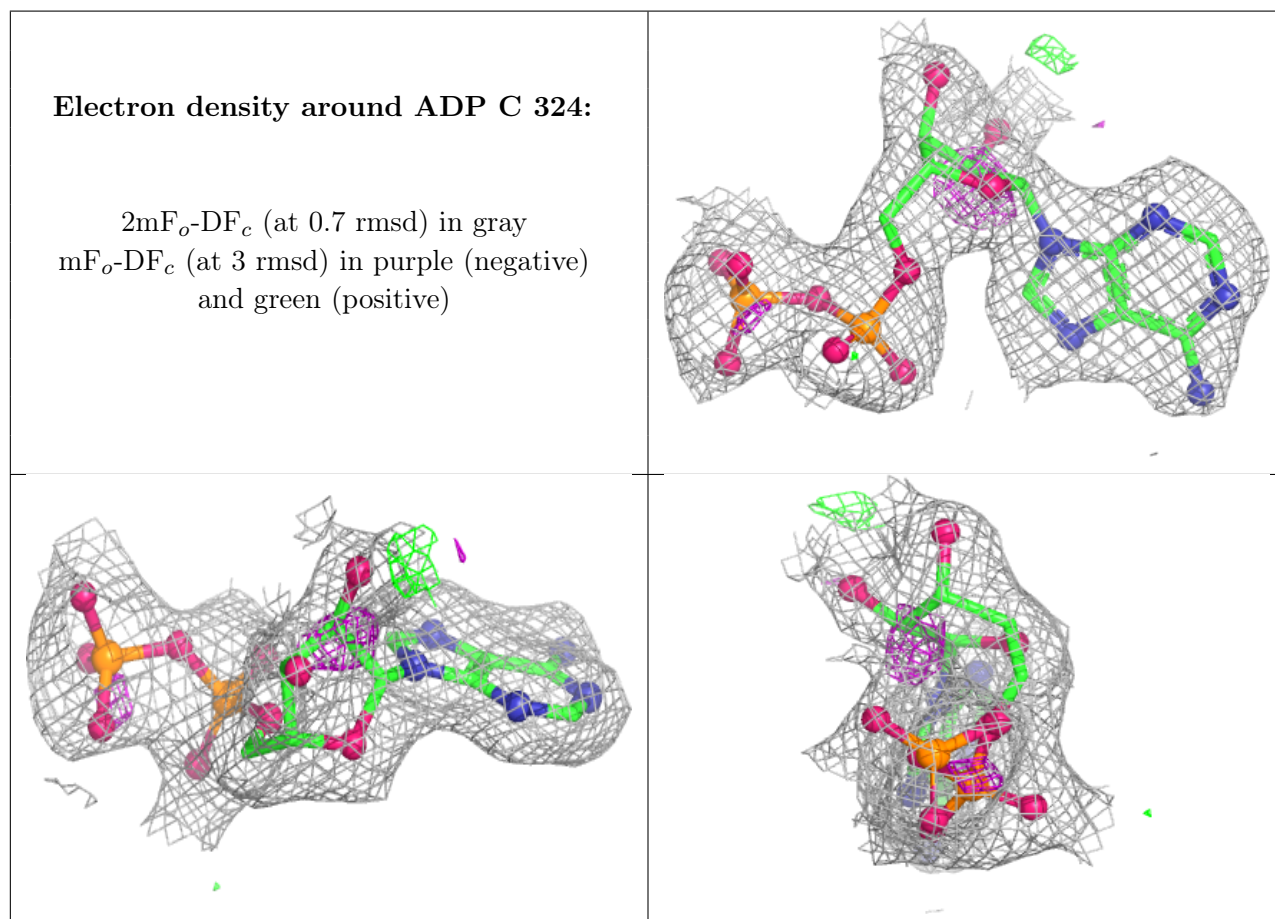 Electron density around ADP C 324:
2mFo-DFc (at 0.7 rmsd) in gray
mFo-DFc (at 3 rmsd) in purple (negative)
and green (positive)